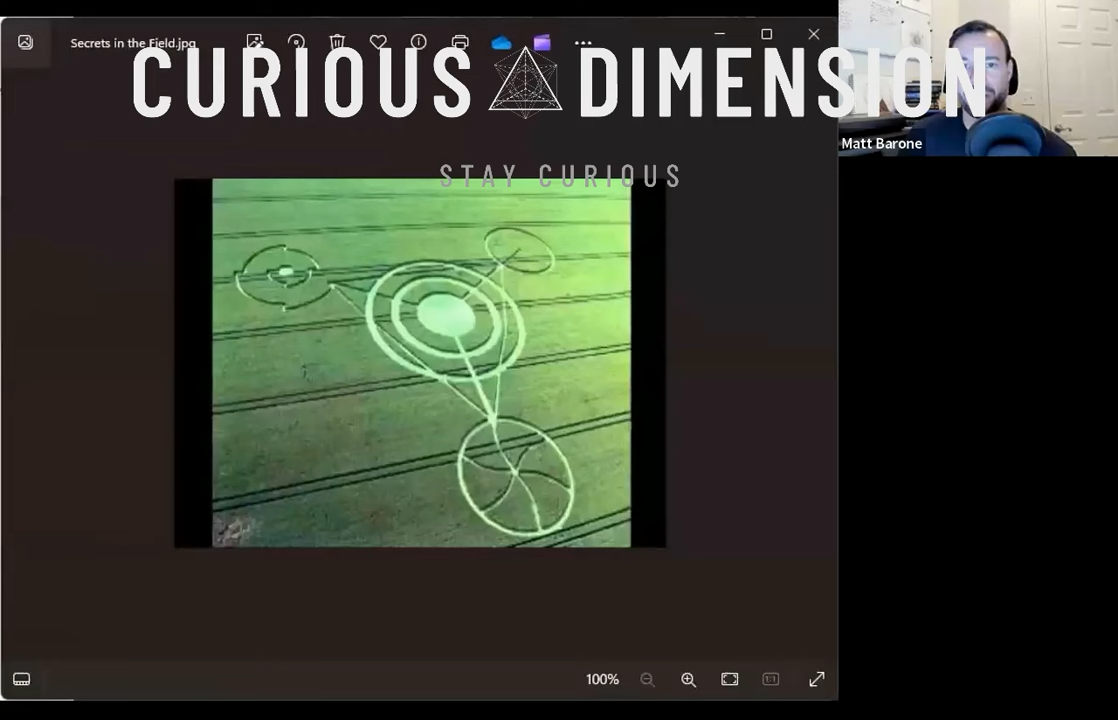 Secrets in the Field.jpg
CURIOUS DIMENSION
Matt Barone
STAY CURIOUS
100%